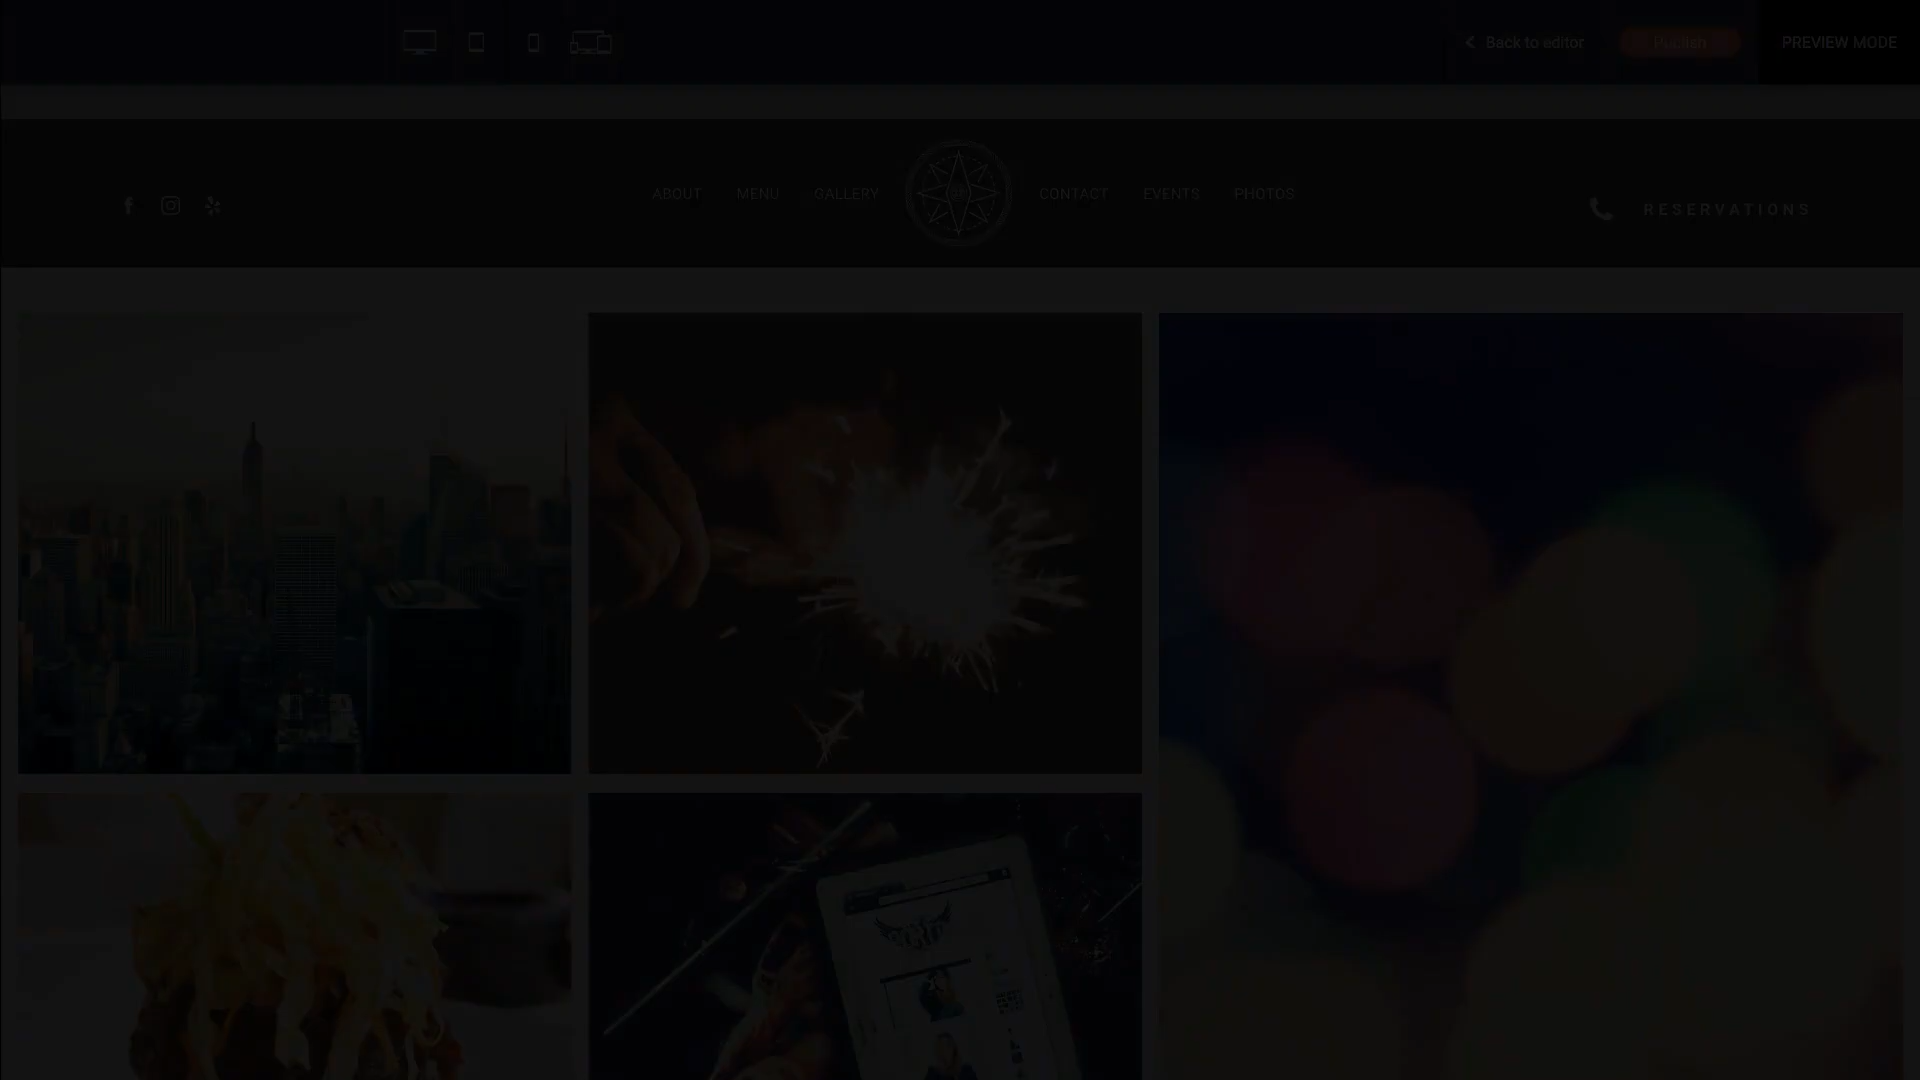 Back to editor
Publish
PREVIEW MODE
ABOUT MENU GALLERY CONTACT EVENTS PHOTOS
RESERVATIONS